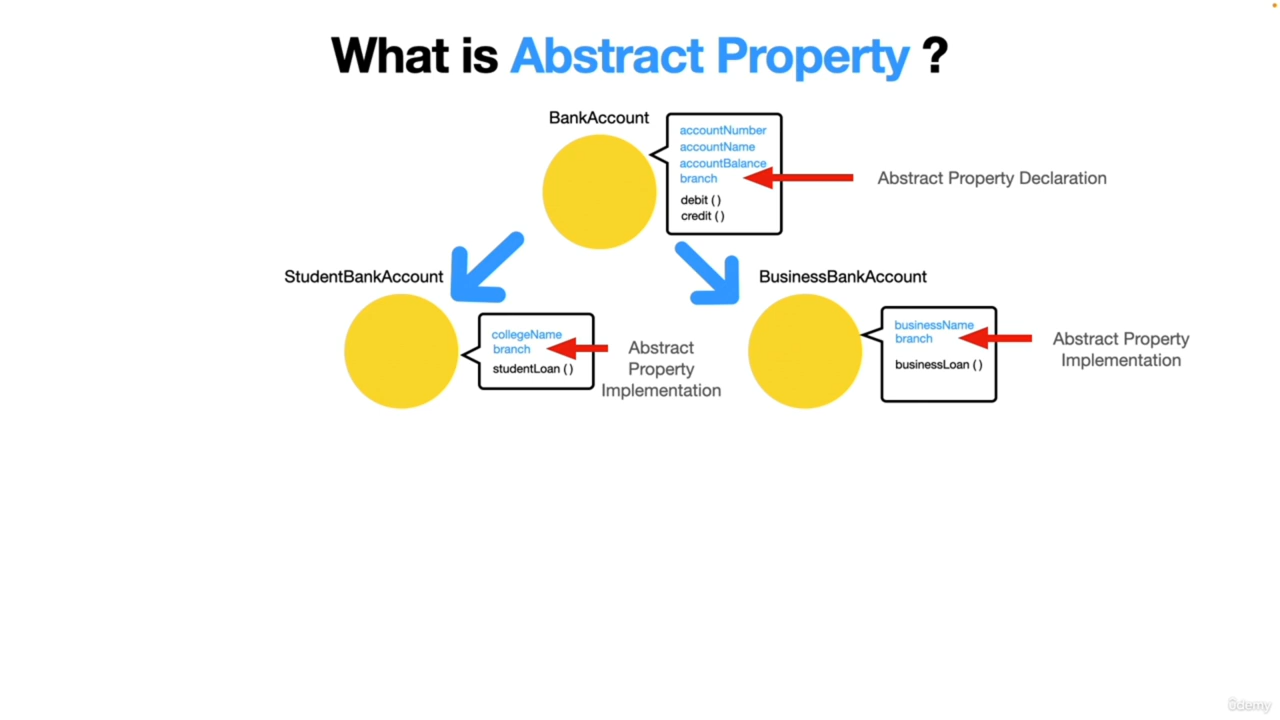 What is Abstract Property ?
BankAccount
accountNumber
accountName
accountBalance
branch
debit ( )
credit ( )
Abstract Property Declaration
StudentBankAccount
collegeName
branch
studentLoan ( )
Abstract
Property
Implementation
BusinessBankAccount
businessName
branch
businessLoan ( )
Abstract Property
Implementation
ûdemy